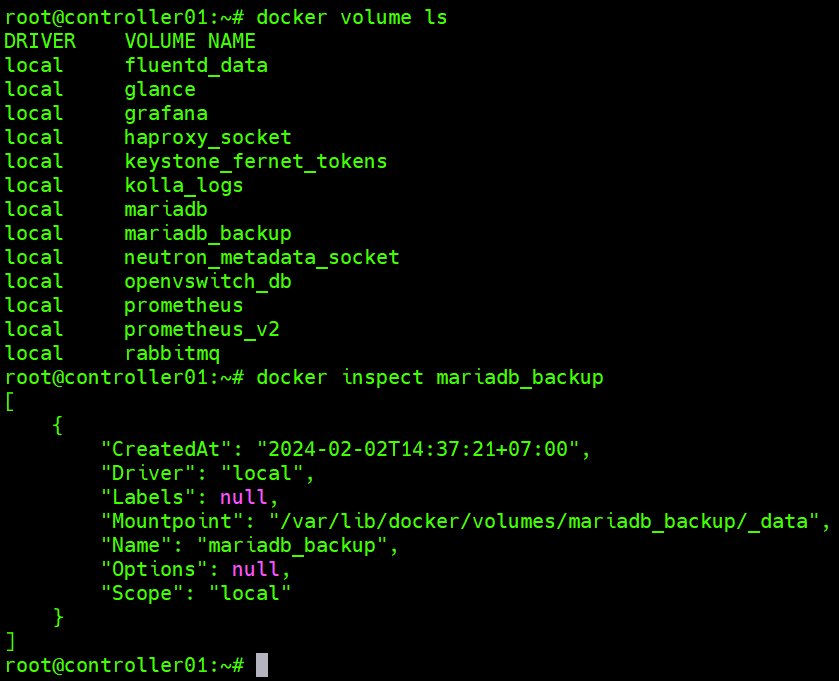 root@controller01:~# docker volume ls
DRIVER    VOLUME NAME
local     fluentd_data
local     glance
local     grafana
local     haproxy_socket
local     keystone_fernet_tokens
local     kolla_logs
local     mariadb
local     mariadb_backup
local     neutron_metadata_socket
local     openvswitch_db
local     prometheus
local     prometheus_v2
local     rabbitmq
root@controller01:~# docker inspect mariadb_backup
[
    {
        "CreatedAt": "2024-02-02T14:37:21+07:00",
        "Driver": "local",
        "Labels": null,
        "Mountpoint": "/var/lib/docker/volumes/mariadb_backup/_data",
        "Name": "mariadb_backup",
        "Options": null,
        "Scope": "local"
    }
]
root@controller01:~#